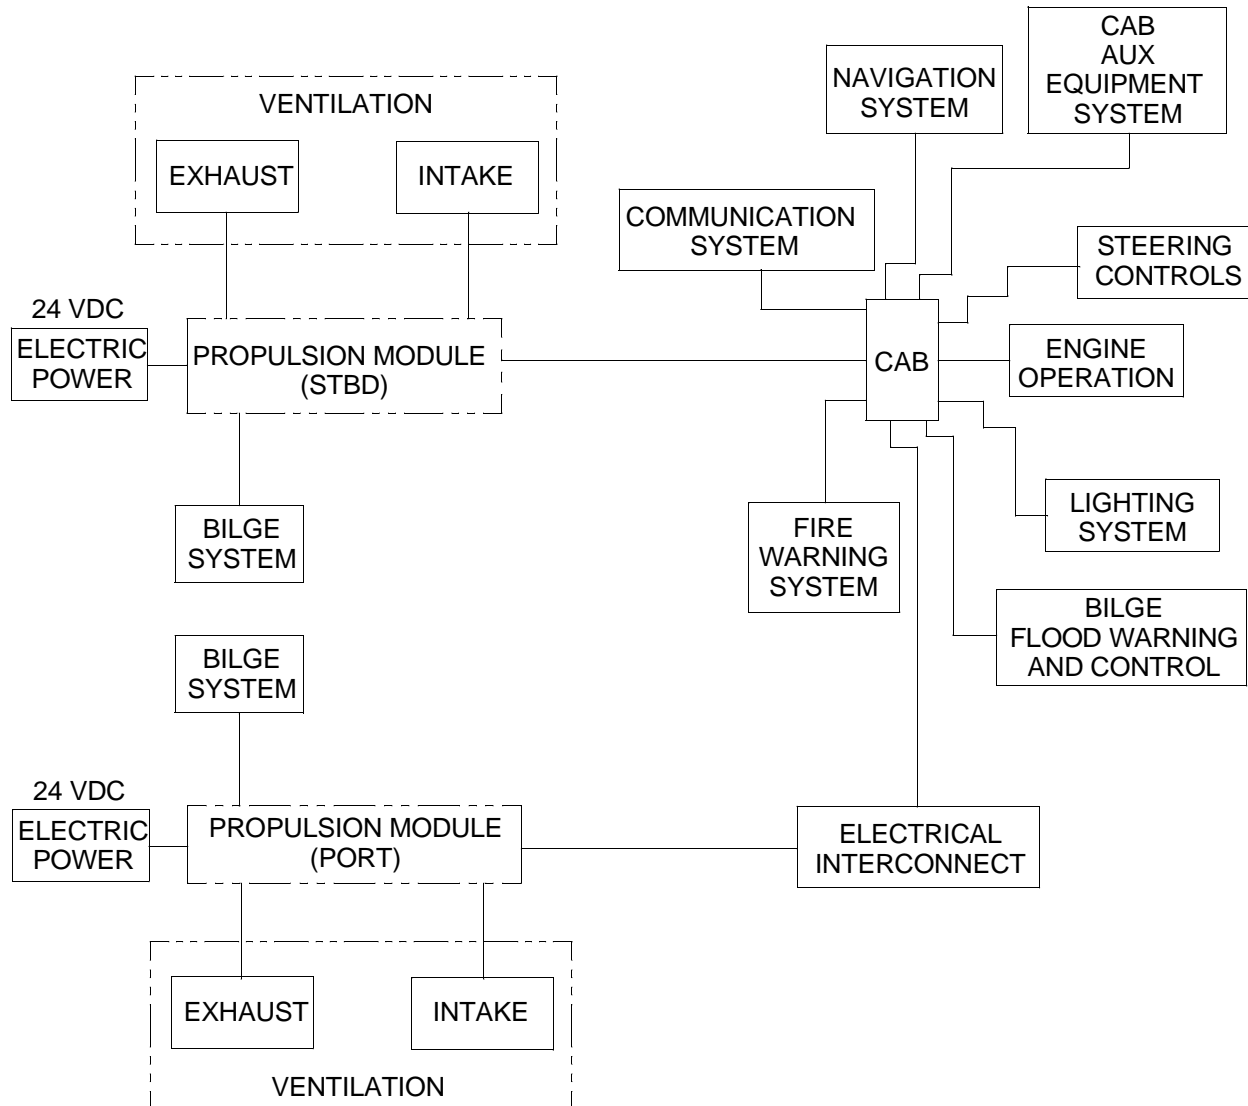 CAB
AUX
EQUIPMENT
SYSTEM
NAVIGATION
SYSTEM
VENTILATION
EXHAUST
INTAKE
COMMUNICATION
SYSTEM
STEERING
CONTROLS
24 VDC
ELECTRIC
POWER
PROPULSION MODULE
(STBD)
CAB
ENGINE
OPERATION
BILGE
SYSTEM
FIRE
WARNING
SYSTEM
LIGHTING
SYSTEM
BILGE
FLOOD WARNING
AND CONTROL
BILGE
SYSTEM
24 VDC
ELECTRIC
POWER
PROPULSION MODULE
(PORT)
ELECTRICAL
INTERCONNECT
EXHAUST
INTAKE
VENTILATION